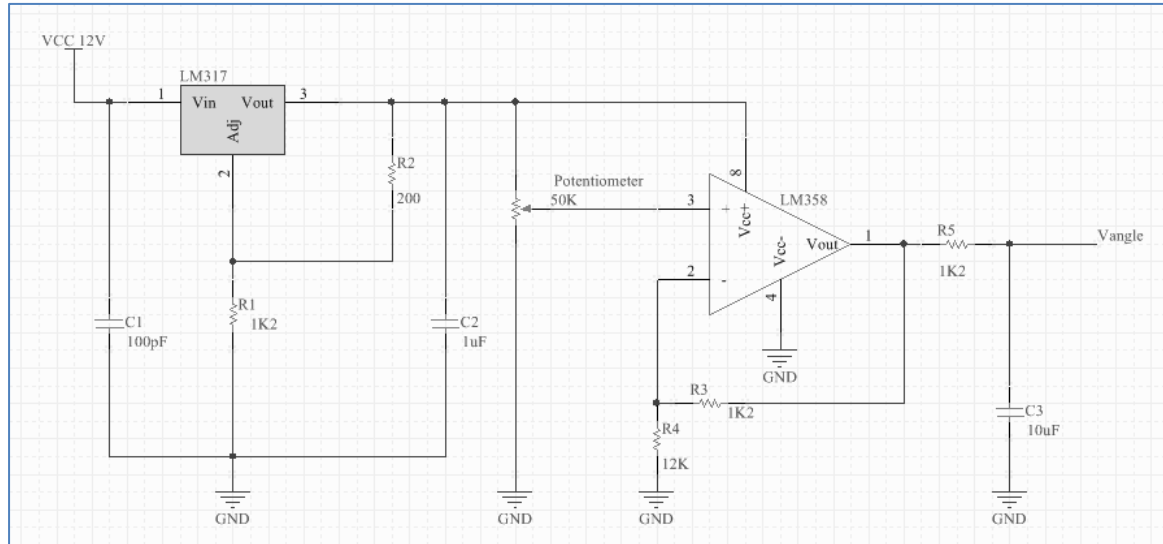 VCC 12V
LM317
1
Vin
Vout
3
Adj
2
R2
200
R1
1K2
C1
100pF
C2
1uF
GND
Potentiometer
50K
GND
3
+
8
Vcc+
LM358
Vcc-
Vout
1
2
-
4
GND
R3
1K2
R4
12K
GND
R5
1K2
Vangle
C3
10uF
GND